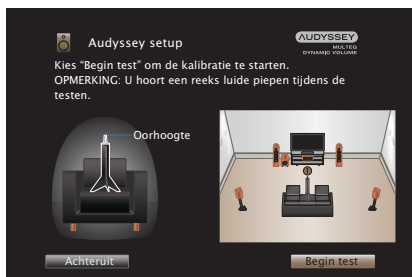 Audyssey setup
AUDYSSEY
MULTEQ
DYNAMIC VOLUME
Kies “Begin test” om de kalibratie te starten.
OPMERKING: U hoort een reeks luide piepen tijdens de
testen.
Oorhoogte
Achteruit
Begin test